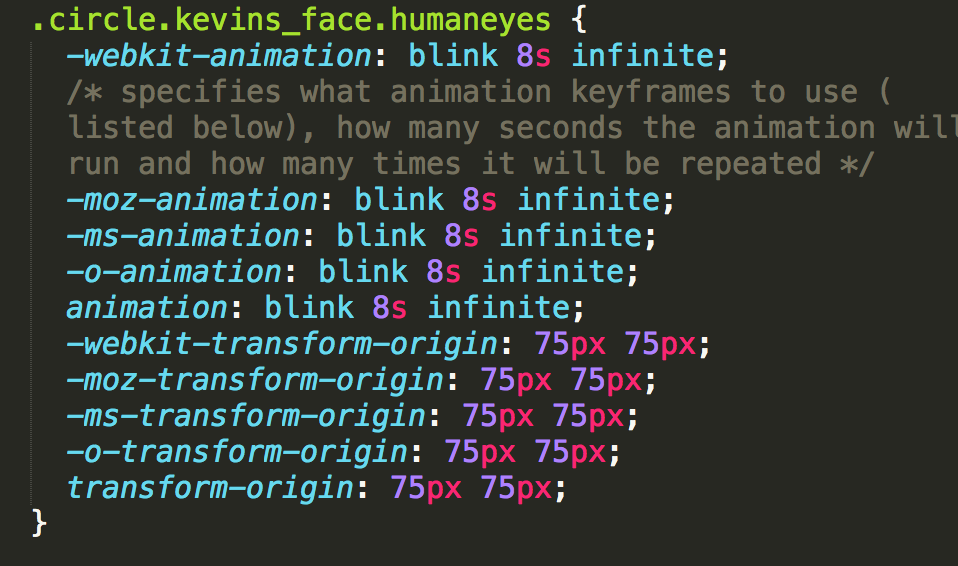 .circle.kevins_face.humaneyes {
-webkit-animation: blink 8s infinite;
/* specifies what animation keyframes to use (
listed below), how many seconds the animation will
run and how many times it will be repeated */
-moz-animation: blink 8s infinite;
-ms-animation: blink 8s infinite;
-o-animation: blink 8s infinite;
animation: blink 8s infinite;
-webkit-transform-origin: 75px 75px;
-moz-transform-origin: 75px 75px;
-ms-transform-origin: 75px 75px;
-o-transform-origin: 75px 75px;
transform-origin: 75px 75px;
}